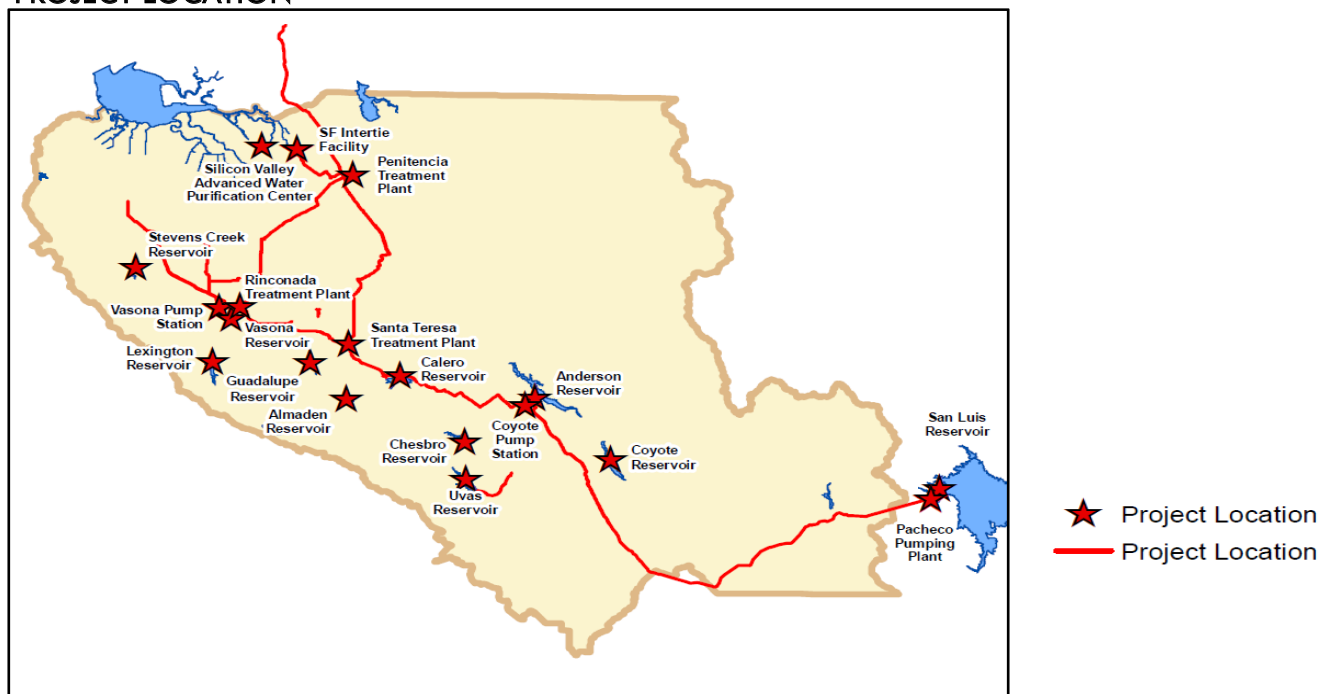 PROJECT LOCATION
SF Intertie
Facility
Silicon Valley
Advanced Water
Purification Center
Penitencia
Treatment
Plant
Stevens Creek
Reservoir
Rinconada
Treatment Plant
Vasona Pump
Station
Vasona
Reservoir
Santa Teresa
Treatment Plant
Lexington
Reservoir
Guadalupe
Reservoir
Calero
Reservoir
Almaden
Reservoir
Anderson
Reservoir
Coyote
Pump
Station
Chesbro
Reservoir
Coyote
Reservoir
Uvas
Reservoir
San Luis
Reservoir
Pacheco
Pumping
Plant
Project Location
Project Location